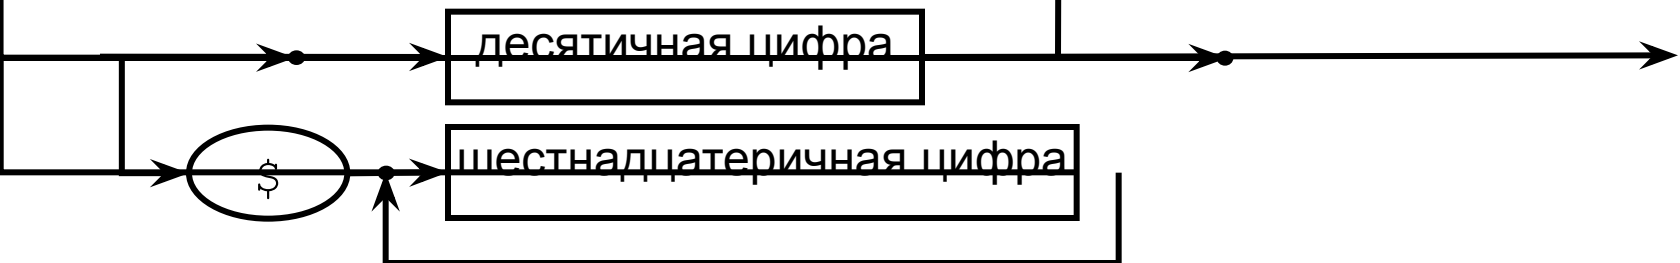 десятичная цифра
$
шестнадцатеричная цифра